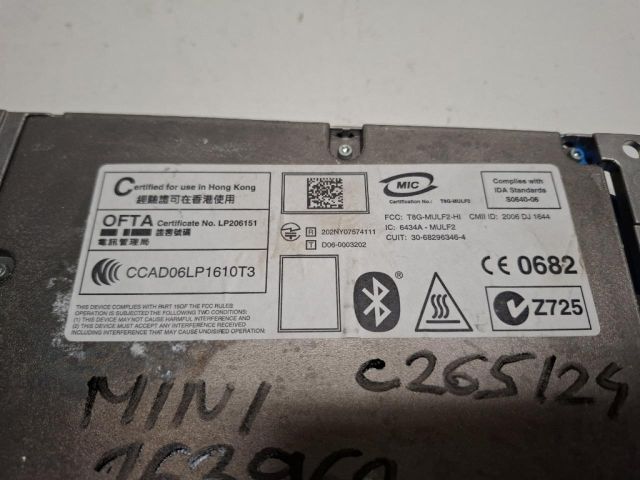 Certified for use in Hong Kong
經驗證可在香港使用
OFTA Certificate No. LP206151
電訊管理局 證書號碼
CCAD06LP1610T3
THIS DEVICE COMPLIES WITH PART 15OF THE FCC RULES
OPERATION IS SUBJECTED THE FOLLOWING TWO CONDITIONS:
(1) THIS DEVICE MAY NOT CAUSE HARMFUL INTERFERENCE AND
(2) THIS DEVICE MUST ACCEPT ANY INTERFERENCE RECEIVED
INCLUDING INTERFERENCE THAT MAY CAUSE UNDESIRED OPERATION:
R 202NY07574111
T D06-0003202
MIC
Certification No.: T8G-MULF2
Complies with
IDA Standards
S0640-06
FCC: T8G-MULF2-HI CMII ID: 2006 DJ 1644
IC: 6434A - MULF2
CUIT: 30-68296346-4
CE 0682
Z725
MINI
C265124